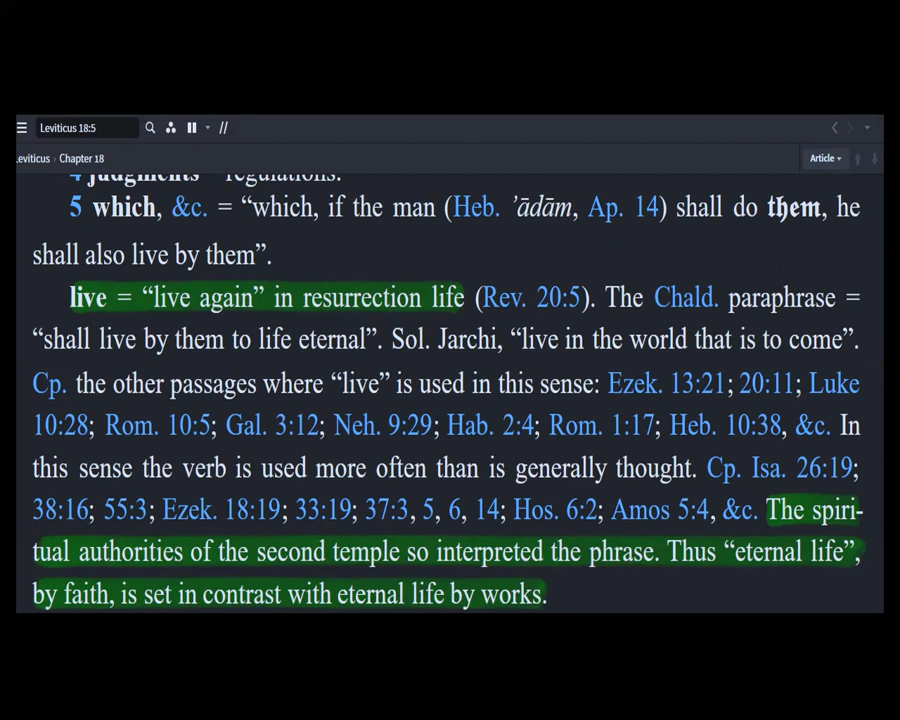 Leviticus 18:5
eviticus › Chapter 18
Article
4 judgments regulations.
5 which, &c. = “which, if the man (Heb. ’ādām, Ap. 14) shall do them, he
shall also live by them”.
live = “live again” in resurrection life (Rev. 20:5). The Chald. paraphrase =
“shall live by them to life eternal”. Sol. Jarchi, “live in the world that is to come”.
Cp. the other passages where “live” is used in this sense: Ezek. 13:21; 20:11; Luke
10:28; Rom. 10:5; Gal. 3:12; Neh. 9:29; Hab. 2:4; Rom. 1:17; Heb. 10:38, &c. In
this sense the verb is used more often than is generally thought. Cp. Isa. 26:19;
38:16; 55:3; Ezek. 18:19; 33:19; 37:3, 5, 6, 14; Hos. 6:2; Amos 5:4, &c. The spiri-
tual authorities of the second temple so interpreted the phrase. Thus “eternal life”,
by faith, is set in contrast with eternal life by works.